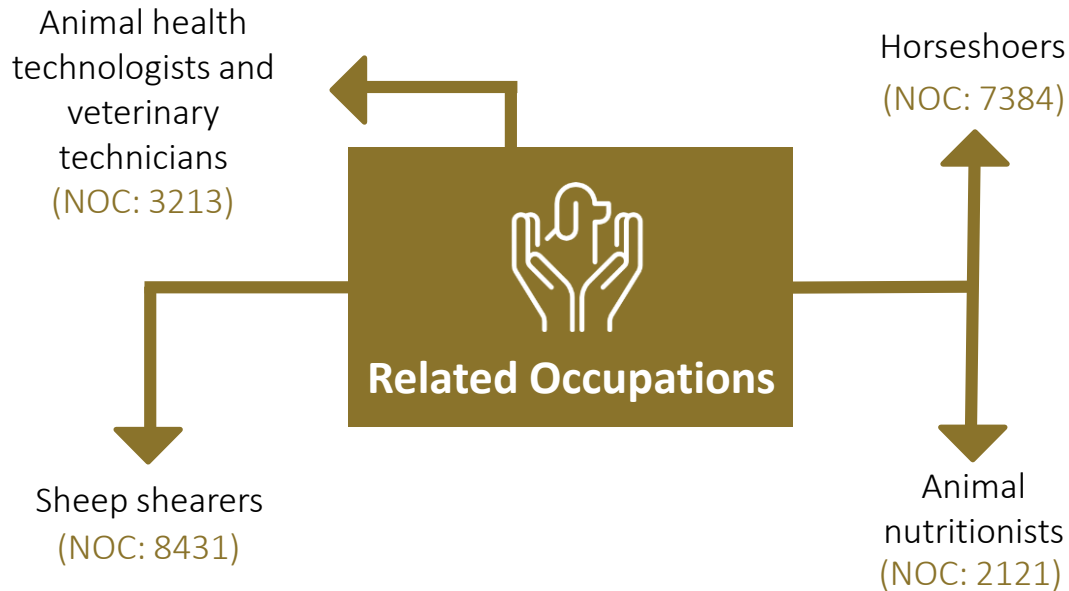 Animal health
technologists and
veterinary
technicians
(NOC: 3213)
Horseshoers
(NOC: 7384)
Related Occupations
Sheep shearers
(NOC: 8431)
Animal
nutritionists
(NOC: 2121)